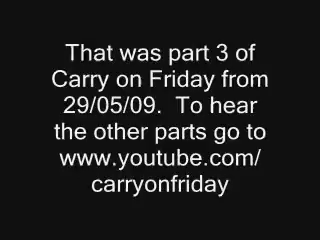 That was part 3 of
Carry on Friday from
29/05/09.  To hear
the other parts go to
www.youtube.com/
carryonfriday